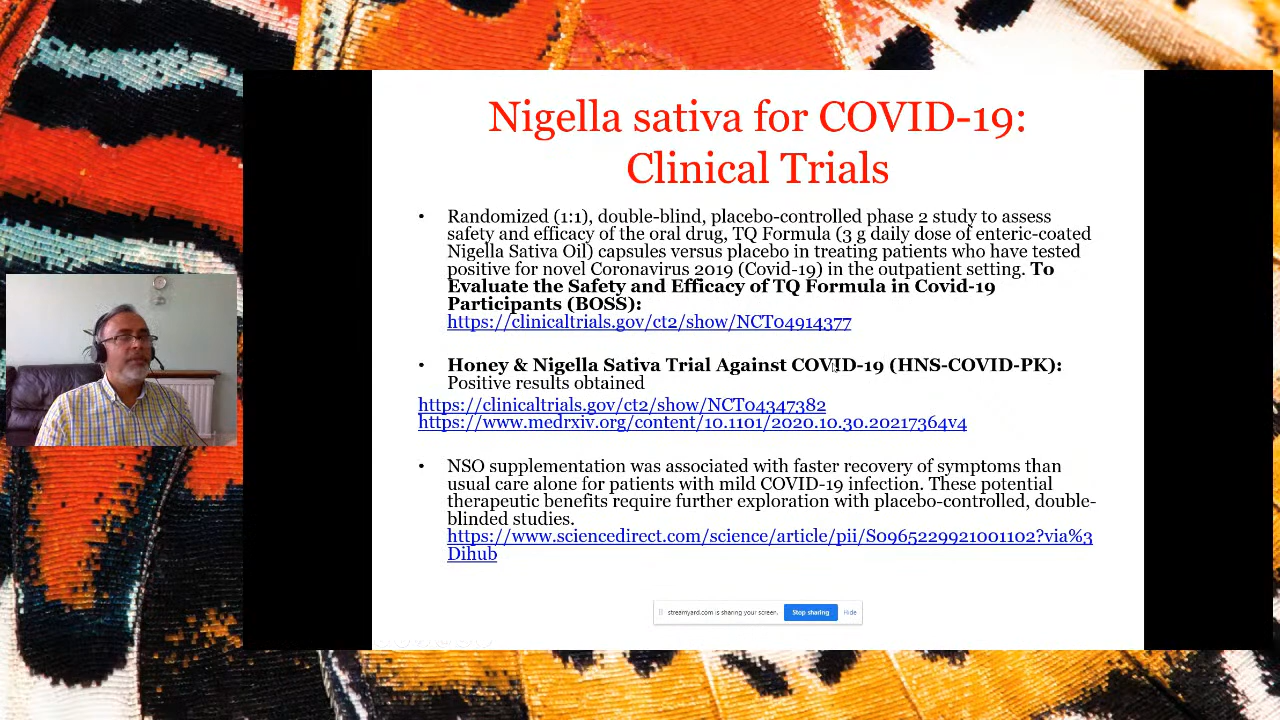 Nigella sativa for COVID-19:
Clinical Trials
• Randomized (1:1), double-blind, placebo-controlled phase 2 study to assess
safety and efficacy of the oral drug, TQ Formula (3 g daily dose of enteric-coated
Nigella Sativa Oil) capsules versus placebo in treating patients who have tested
positive for novel Coronavirus 2019 (Covid-19) in the outpatient setting. To
Evaluate the Safety and Efficacy of TQ Formula in Covid-19
Participants (BOSS):
https://clinicaltrials.gov/ct2/show/NCT04914377
• Honey & Nigella Sativa Trial Against COVID-19 (HNS-COVID-PK):
Positive results obtained
https://clinicaltrials.gov/ct2/show/NCT04347382
https://www.medrxiv.org/content/10.1101/2020.10.30.20217364v4
• NSO supplementation was associated with faster recovery of symptoms than
usual care alone for patients with mild COVID-19 infection. These potential
therapeutic benefits require further exploration with placebo-controlled, double-
blinded studies.
https://www.sciencedirect.com/science/article/pii/S0965229921001102?via%3
Dihub
streamyard.com is sharing your screen. Stop sharing Hide